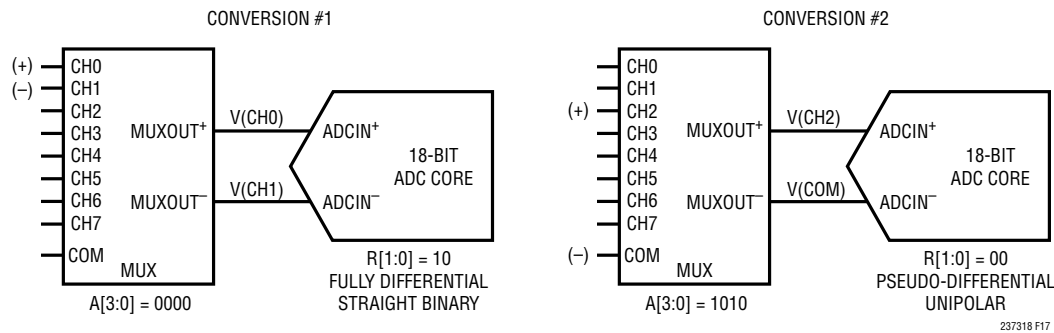 CONVERSION #1
(+)
(–)
CH0
CH1
CH2
CH3
CH4
CH5
CH6
CH7
COM
MUXOUT+
MUXOUT–
MUX
A[3:0] = 0000
V(CH0)
V(CH1)
ADCIN+
18-BIT
ADC CORE
ADCIN–
R[1:0] = 10
FULLY DIFFERENTIAL
STRAIGHT BINARY
CONVERSION #2
(+)
(–)
CH0
CH1
CH2
CH3
CH4
CH5
CH6
CH7
COM
MUXOUT+
MUXOUT–
MUX
A[3:0] = 1010
V(CH2)
V(COM)
ADCIN+
18-BIT
ADC CORE
ADCIN–
R[1:0] = 00
PSEUDO-DIFFERENTIAL
UNIPOLAR
237318 F17